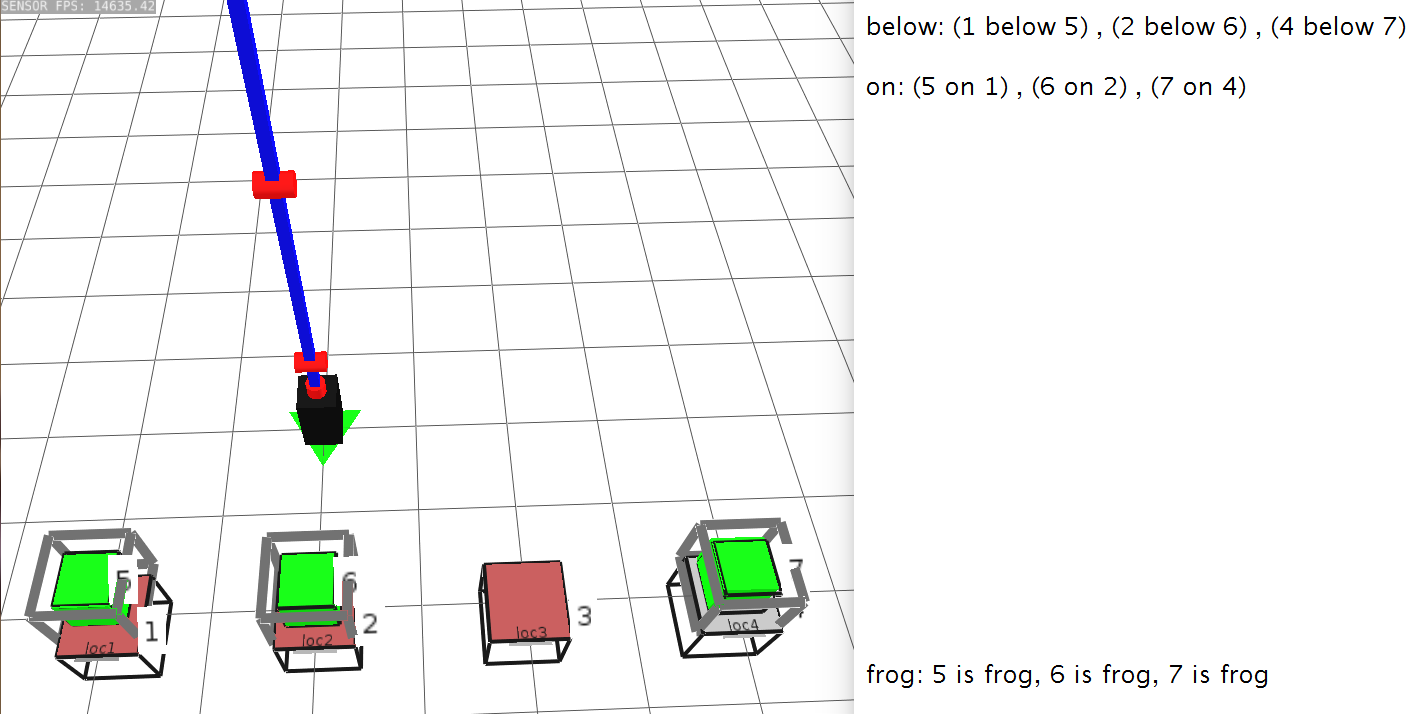 SENSOR FPS: 14635.42
below: (1 below 5) , (2 below 6) , (4 below 7)
on: (5 on 1) , (6 on 2) , (7 on 4)
5
6
7
1
2
3
loc1
loc2
loc3
loc4
frog: 5 is frog, 6 is frog, 7 is frog